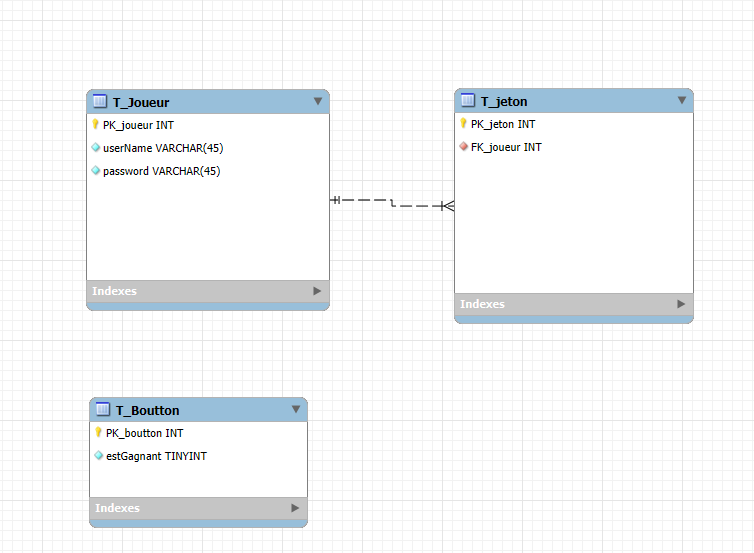 T_Joueur
PK_joueur INT
userName VARCHAR(45)
password VARCHAR(45)
Indexes
T_jeton
PK_jeton INT
FK_joueur INT
Indexes
T_Boutton
PK_boutton INT
estGagnant TINYINT
Indexes